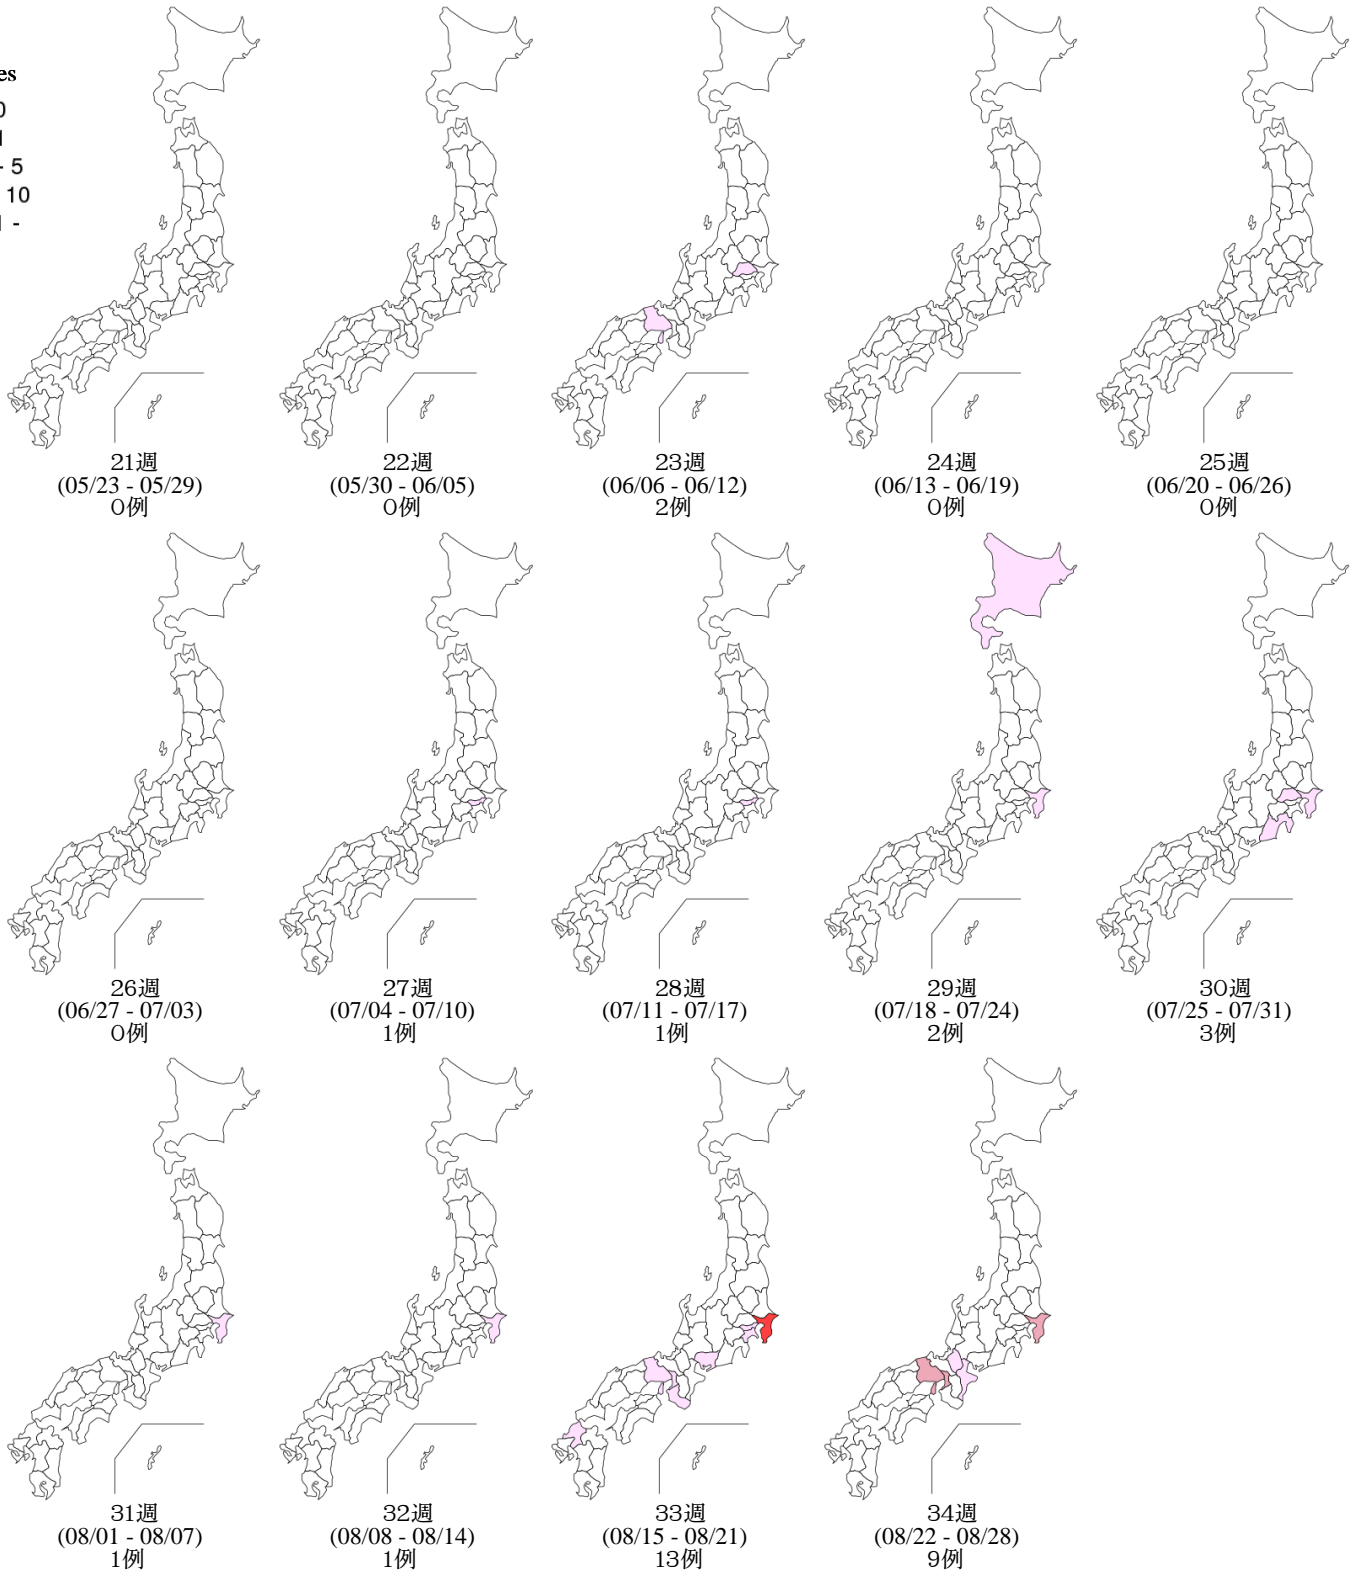 es
- 5
10
21週
(05/23 - 05/29)
0例
22週
(05/30 - 06/05)
0例
23週
(06/06 - 06/12)
2例
24週
(06/13 - 06/19)
0例
25週
(06/20 - 06/26)
0例
26週
(06/27 - 07/03)
0例
27週
(07/04 - 07/10)
1例
28週
(07/11 - 07/17)
1例
29週
(07/18 - 07/24)
2例
30週
(07/25 - 07/31)
3例
31週
(08/01 - 08/07)
1例
32週
(08/08 - 08/14)
1例
33週
(08/15 - 08/21)
13例
34週
(08/22 - 08/28)
9例